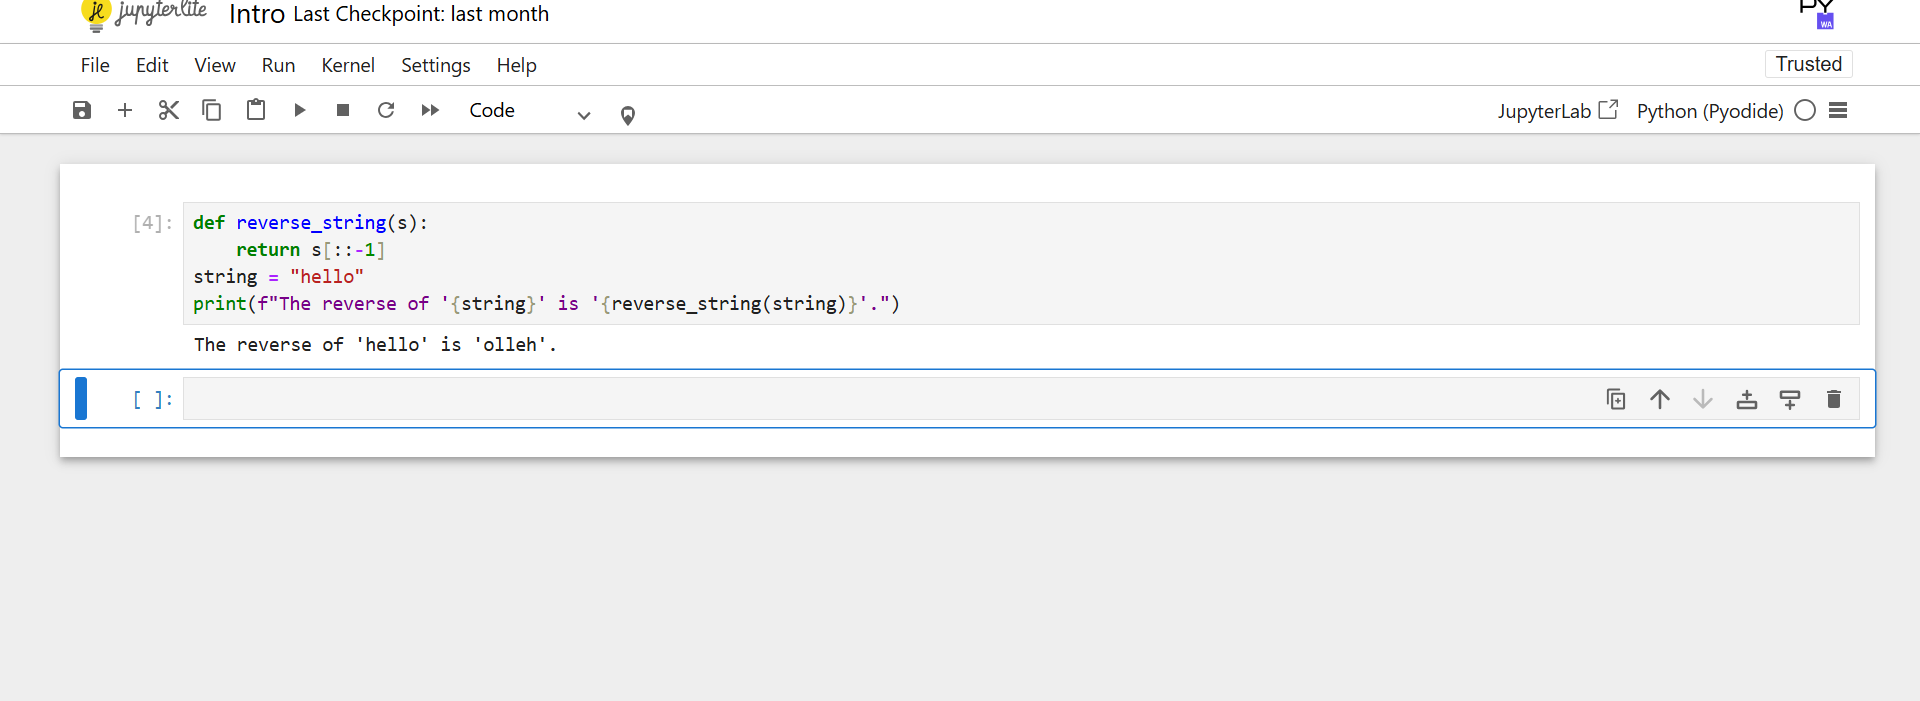 jupyterlite Intro Last Checkpoint: last month
PY
WA
File Edit View Run Kernel Settings Help
Trusted
Code
JupyterLab Python (Pyodide)
[4]: def reverse_string(s):
    return s[::-1]
string = "hello"
print(f"The reverse of '{string}' is '{reverse_string(string)}'.")
The reverse of 'hello' is 'olleh'.
[ ]: